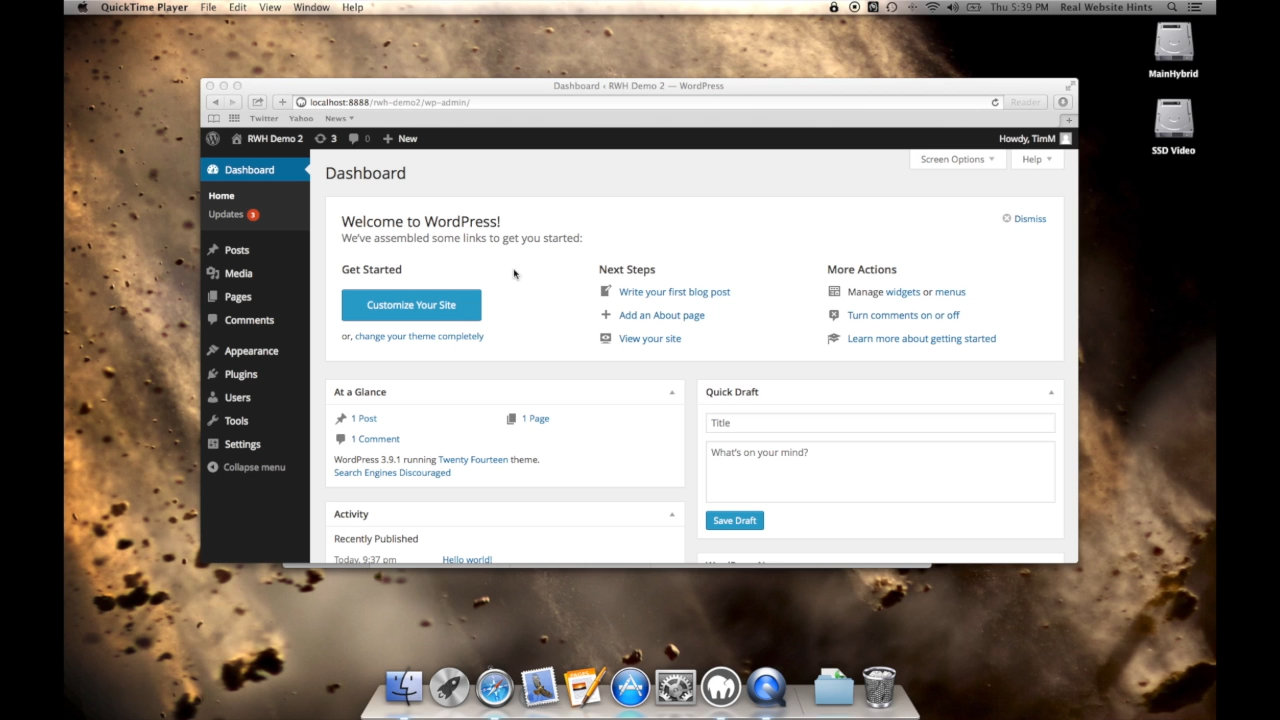 QuickTime Player File Edit View Window Help Thu 5:39 PM Real Website Hints
MainHybrid
SSD Video
Dashboard ‹ RWH Demo 2 — WordPress
localhost:8888/rwh-demo2/wp-admin/ Reader
Twitter Yahoo News
RWH Demo 2 3 0 New Howdy, TimM
Dashboard
Home
Updates 3
Posts
Media
Pages
Comments
Appearance
Plugins
Users
Tools
Settings
Collapse menu
Screen Options Help
Dashboard
Welcome to WordPress!
We've assembled some links to get you started:
Dismiss
Get Started
Customize Your Site
or, change your theme completely
Next Steps
Write your first blog post
Add an About page
View your site
More Actions
Manage widgets or menus
Turn comments on or off
Learn more about getting started
At a Glance
1 Post 1 Page
1 Comment
WordPress 3.9.1 running Twenty Fourteen theme.
Search Engines Discouraged
Activity
Recently Published
Today, 9:37 pm Hello world!
Quick Draft
Title
What's on your mind?
Save Draft